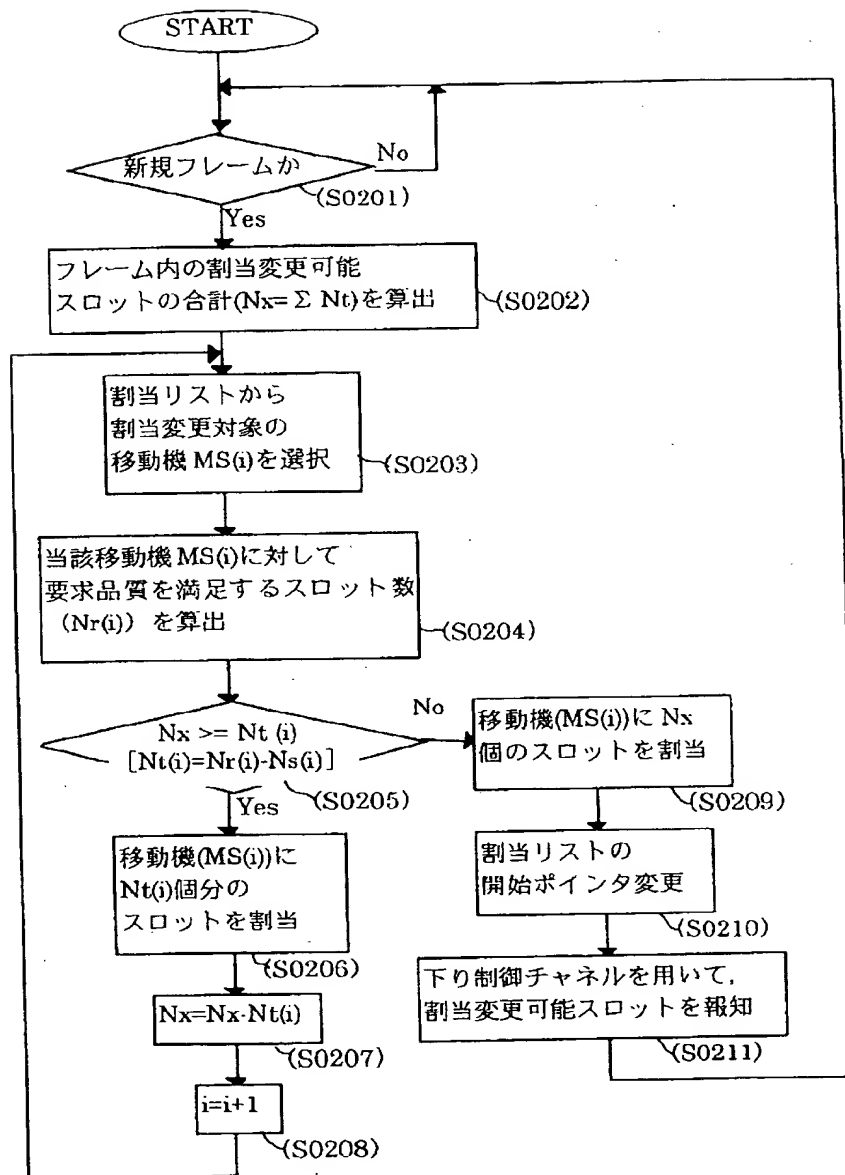 START
新規フレームか
No
(S0201)
Yes
フレーム内の割当変更可能
スロットの合計(Nx=Σ Nt)を算出
(S0202)
割当リストから
割当変更対象の
移動機 MS(i)を選択
(S0203)
当該移動機 MS(i)に対して
要求品質を満足するスロット数
(Nr(i)) を算出
(S0204)
Nx >= Nt (i)
[Nt(i)=Nr(i)-Ns(i)]
No
(S0205)
Yes
移動機(MS(i))に
Nt(i)個分の
スロットを割当
(S0206)
Nx=Nx-Nt(i)
(S0207)
i=i+1
(S0208)
移動機(MS(i))に Nx
個のスロットを割当
(S0209)
割当リストの
開始ポインタ変更
(S0210)
下り制御チャネルを用いて,
割当変更可能スロットを報知
(S0211)